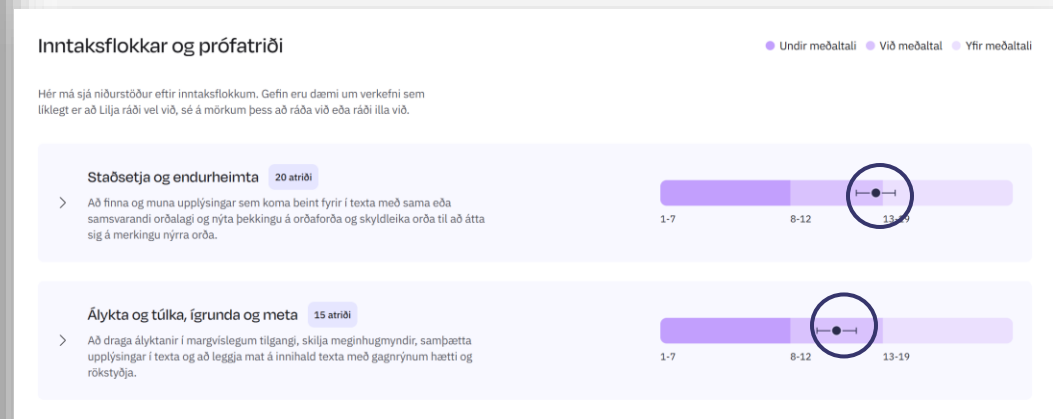 Inntaksflokkar og prófatriði
Undir meðaltali Við meðaltal Yfir meðaltali
Hér má sjá niðurstöður eftir inntaksflokkum. Gefin eru dæmi um verkefni sem
líklegt er að Lilja ráði vel við, sé á mörkum þess að ráða við eða ráði illa við.
Staðsetja og endurheimta 20 atriði
Að finna og muna upplýsingar sem koma beint fyrir í texta með sama eða
samsvarandi orðalagi og nýta þekkingu á orðaforða og skyldleika orða til að átta
sig á merkingu nýrra orða.
1-7 8-12 13-19
Álykta og túlka, ígrunda og meta 15 atriði
Að draga ályktanir í margvíslegum tilgangi, skilja meginhugmyndir, samþætta
upplýsingar í texta og að leggja mat á innihald texta með gagnrýnum hætti og
rökstyðja.
1-7 8-12 13-19